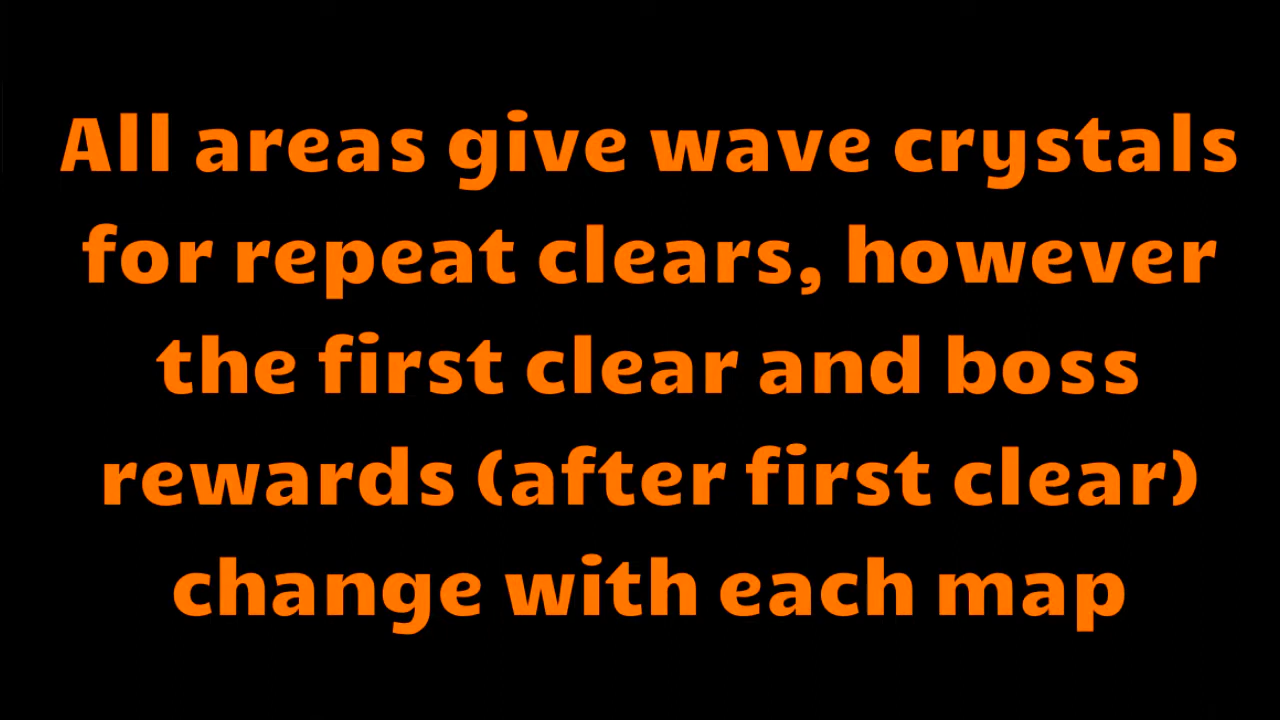 All areas give wave crystals
for repeat clears, however
the first clear and boss
rewards (after first clear)
change with each map